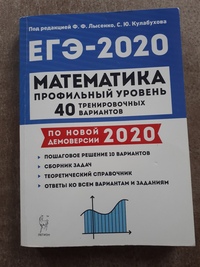 Под редакцией Ф. Ф. Лысенко, С. Ю. Кулабухова
ЕГЭ-2020
МАТЕМАТИКА
ПРОФИЛЬНЫЙ УРОВЕНЬ
40 ТРЕНИРОВОЧНЫХ
ВАРИАНТОВ
ПО НОВОЙ
ДЕМОВЕРСИИ 2020
• ПОШАГОВОЕ РЕШЕНИЕ 10 ВАРИАНТОВ
• СБОРНИК ЗАДАЧ
• ТЕОРЕТИЧЕСКИЙ СПРАВОЧНИК
• ОТВЕТЫ КО ВСЕМ ВАРИАНТАМ И ЗАДАНИЯМ